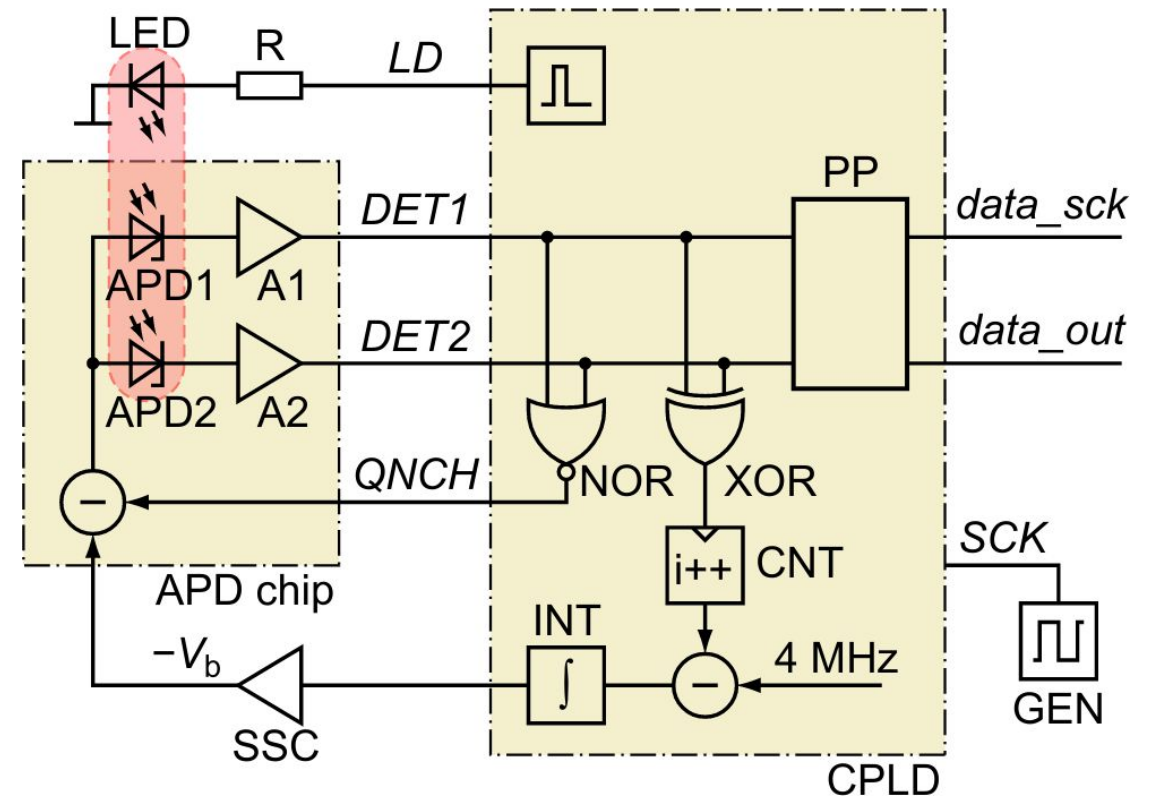 LED
R
LD
PP
DET1
data_sck
APD1
A1
DET2
data_out
APD2
A2
QNCH
NOR
XOR
−
SCK
i++
CNT
APD chip
INT
−Vb
∫
−
4 MHz
SSC
GEN
CPLD